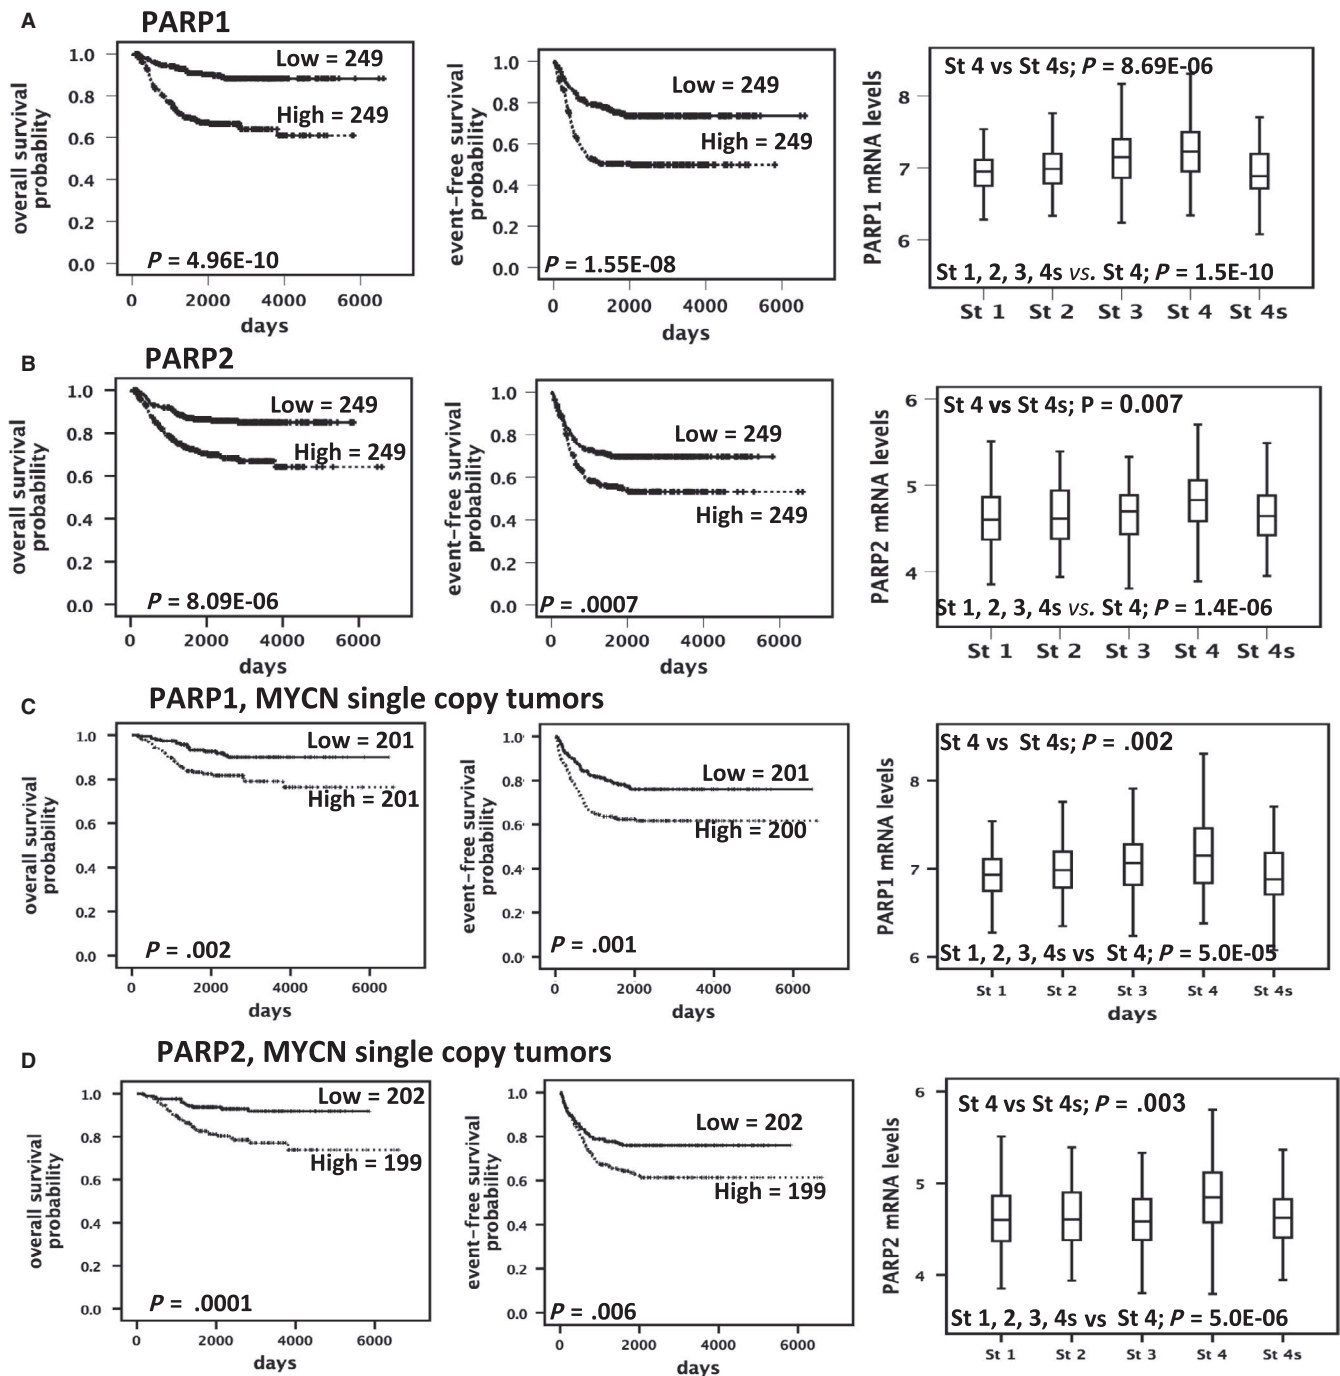 A
PARP1
overall survival
probability
1.0
0.8
0.6
0.4
0.2
0.0
Low = 249
High = 249
P = 4.96E-10
0 2000 4000 6000
days
event-free survival
probability
1.0
0.8
0.6
0.4
0.2
0.0
Low = 249
High = 249
P = 1.55E-08
0 2000 4000 6000
days
PARP1 mRNA levels
8
7
6
St 4 vs St 4s; P = 8.69E-06
St 1, 2, 3, 4s vs. St 4; P = 1.5E-10
St 1 St 2 St 3 St 4 St 4s
B
PARP2
overall survival
probability
1.0
0.8
0.6
0.4
0.2
0.0
Low = 249
High = 249
P = 8.09E-06
0 2000 4000 6000
days
event-free survival
probability
1.0
0.8
0.6
0.4
0.2
0.0
Low = 249
High = 249
P = .0007
0 2000 4000 6000
days
PARP2 mRNA levels
6
5
4
St 4 vs St 4s; P = 0.007
St 1, 2, 3, 4s vs. St 4; P = 1.4E-06
St 1 St 2 St 3 St 4 St 4s
C
PARP1, MYCN single copy tumors
overall survival
probability
1.0
0.8
0.6
0.4
0.2
0.0
Low = 201
High = 201
P = .002
0 2000 4000 6000
days
event-free survival
probability
1.0
0.8
0.6
0.4
0.2
0.0
Low = 201
High = 200
P = .001
0 2000 4000 6000
days
PARP1 mRNA levels
8
7
6
St 4 vs St 4s; P = .002
St 1, 2, 3, 4s vs St 4; P = 5.0E-05
St 1 St 2 St 3 St 4 St 4s
days
D
PARP2, MYCN single copy tumors
overall survival
probability
1.0
0.8
0.6
0.4
0.2
0.0
Low = 202
High = 199
P = .0001
0 2000 4000 6000
days
event-free survival
probability
1.0
0.8
0.6
0.4
0.2
0.0
Low = 202
High = 199
P = .006
0 2000 4000 6000
days
PARP2 mRNA levels
6
5
4
St 4 vs St 4s; P = .003
St 1, 2, 3, 4s vs St 4; P = 5.0E-06
St 1 St 2 St 3 St 4 St 4s